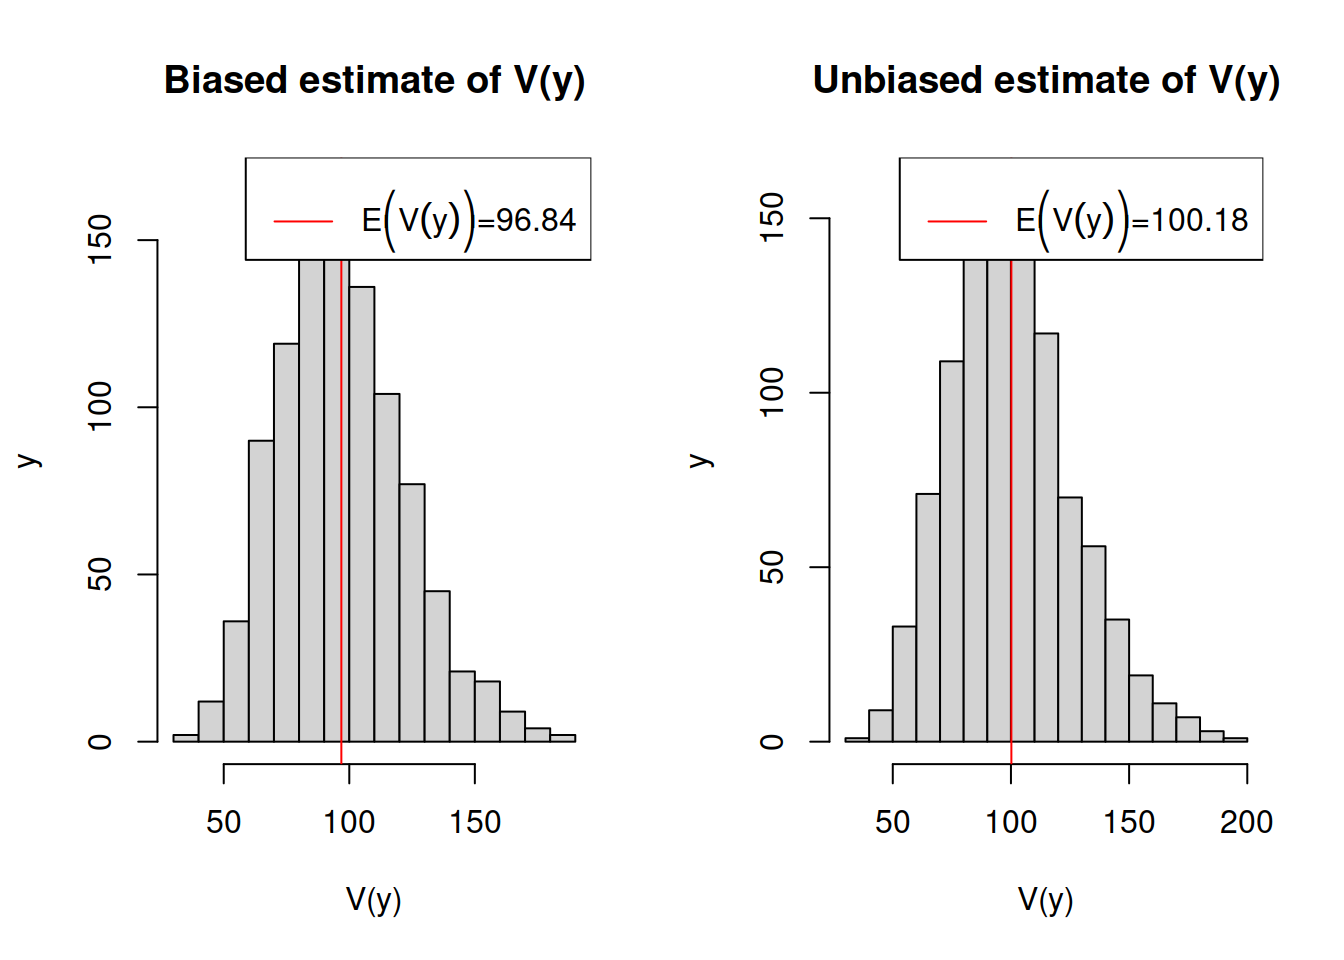 Biased estimate of V(y)
E(V(y))=96.84
150
100
50
0
y
50 100 150
V(y)
Unbiased estimate of V(y)
E(V(y))=100.18
150
100
50
0
y
50 100 150 200
V(y)